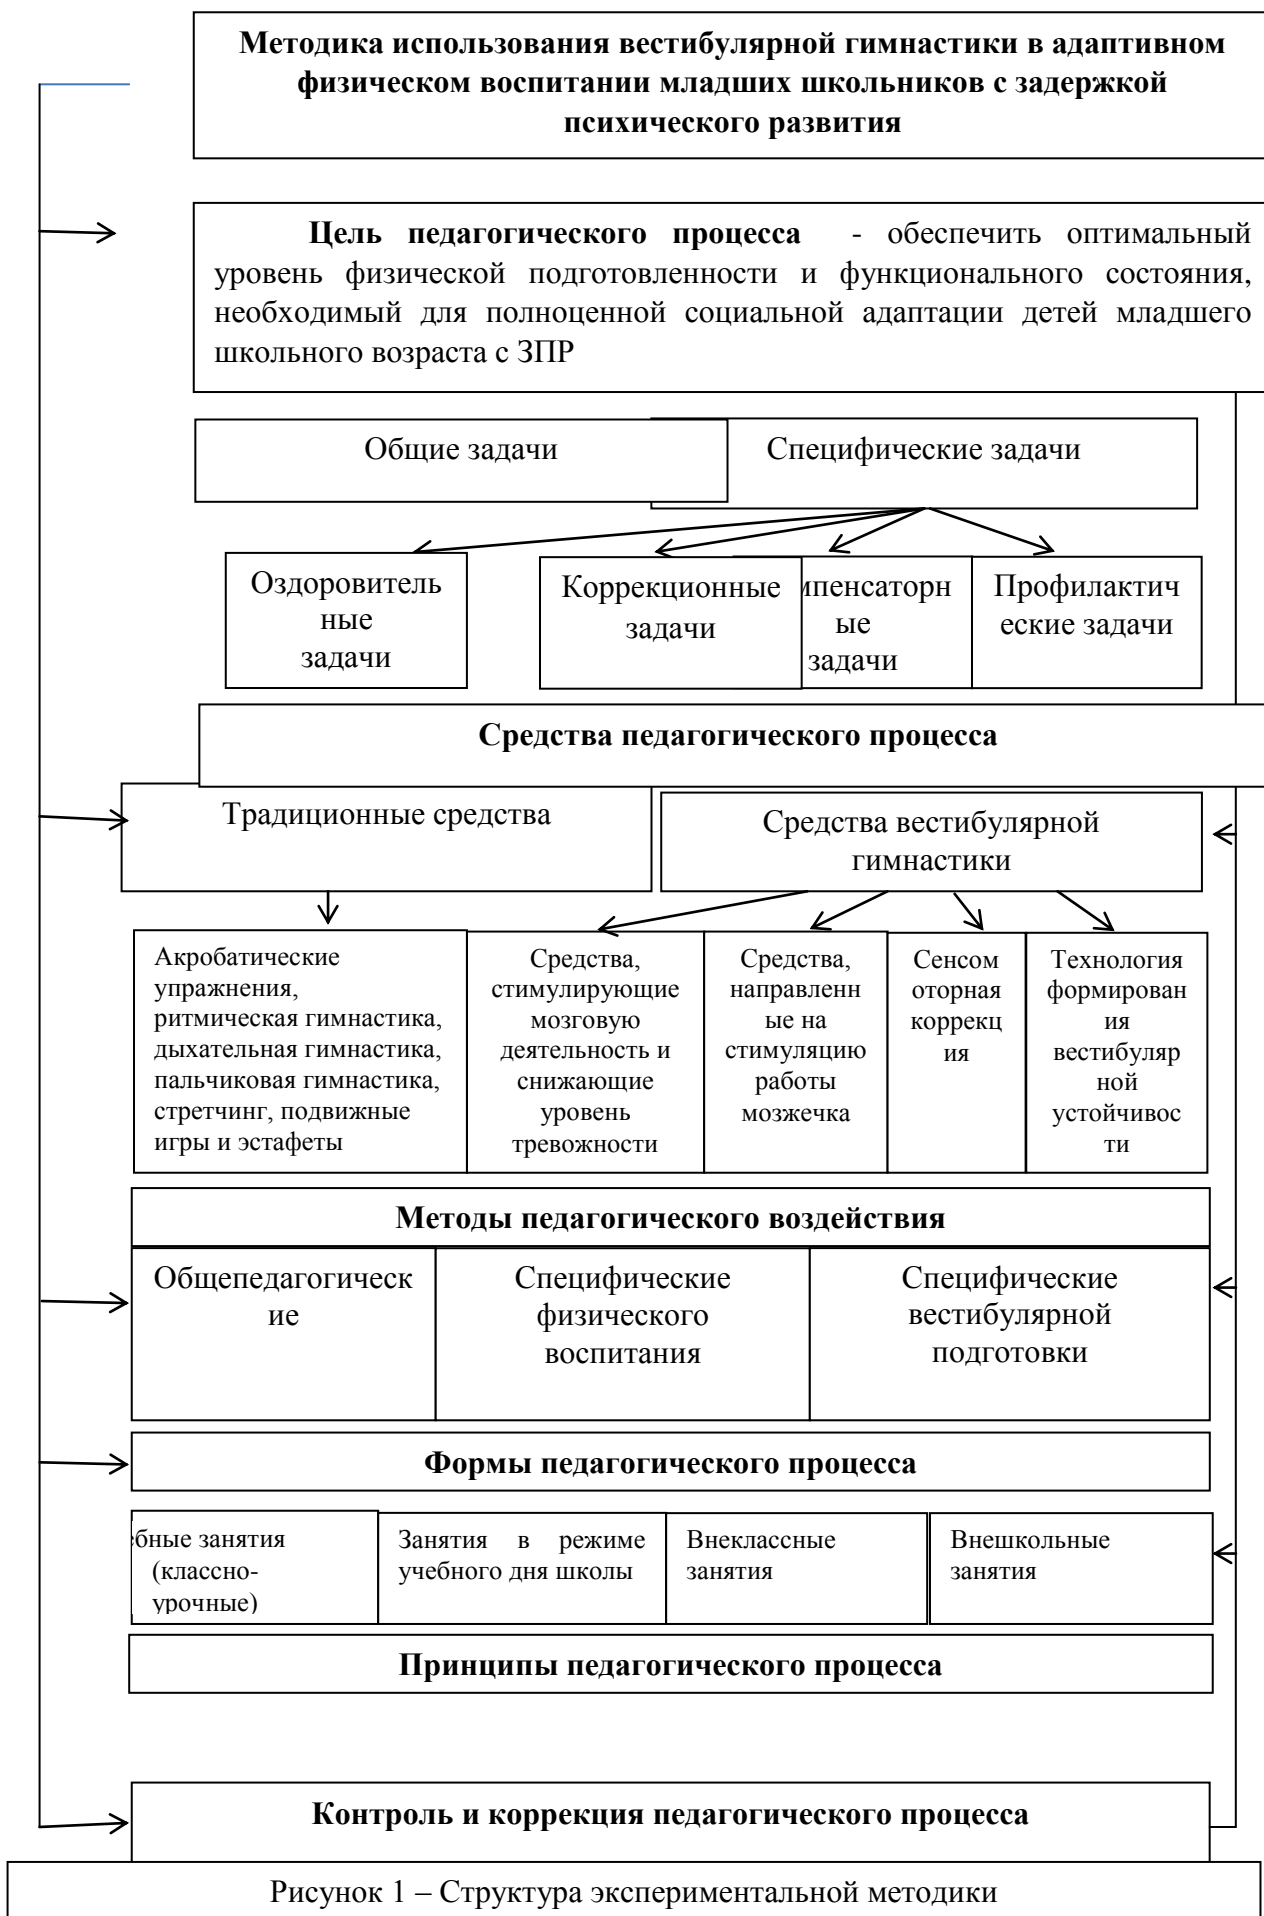 Методика использования вестибулярной гимнастики в адаптивном
физическом воспитании младших школьников с задержкой
психического развития
Цель педагогического процесса - обеспечить оптимальный
уровень физической подготовленности и функционального состояния,
необходимый для полноценной социальной адаптации детей младшего
школьного возраста с ЗПР
Общие задачи
Специфические задачи
Оздоровитель
ные
задачи
Коррекционные
задачи
мпенсаторн
ые
задачи
Профилактич
еские задачи
Средства педагогического процесса
Традиционные средства
Средства вестибулярной
гимнастики
Акробатические
упражнения,
ритмическая гимнастика,
дыхательная гимнастика,
пальчиковая гимнастика,
стретчинг, подвижные
игры и эстафеты
Средства,
стимулирующие
мозговую
деятельность и
снижающие
уровень
тревожности
Средства,
направленн
ые на
стимуляцию
работы
мозжечка
Сенсом
оторная
коррекц
ия
Технология
формирован
ия
вестибуляр
ной
устойчивос
ти
Методы педагогического воздействия
Общепедагогическ
ие
Специфические
физического
воспитания
Специфические
вестибулярной
подготовки
Формы педагогического процесса
бные занятия
(классно-
урочные)
Занятия в режиме
учебного дня школы
Внеклассные
занятия
Внешкольные
занятия
Принципы педагогического процесса
Контроль и коррекция педагогического процесса
Рисунок 1 – Структура экспериментальной методики